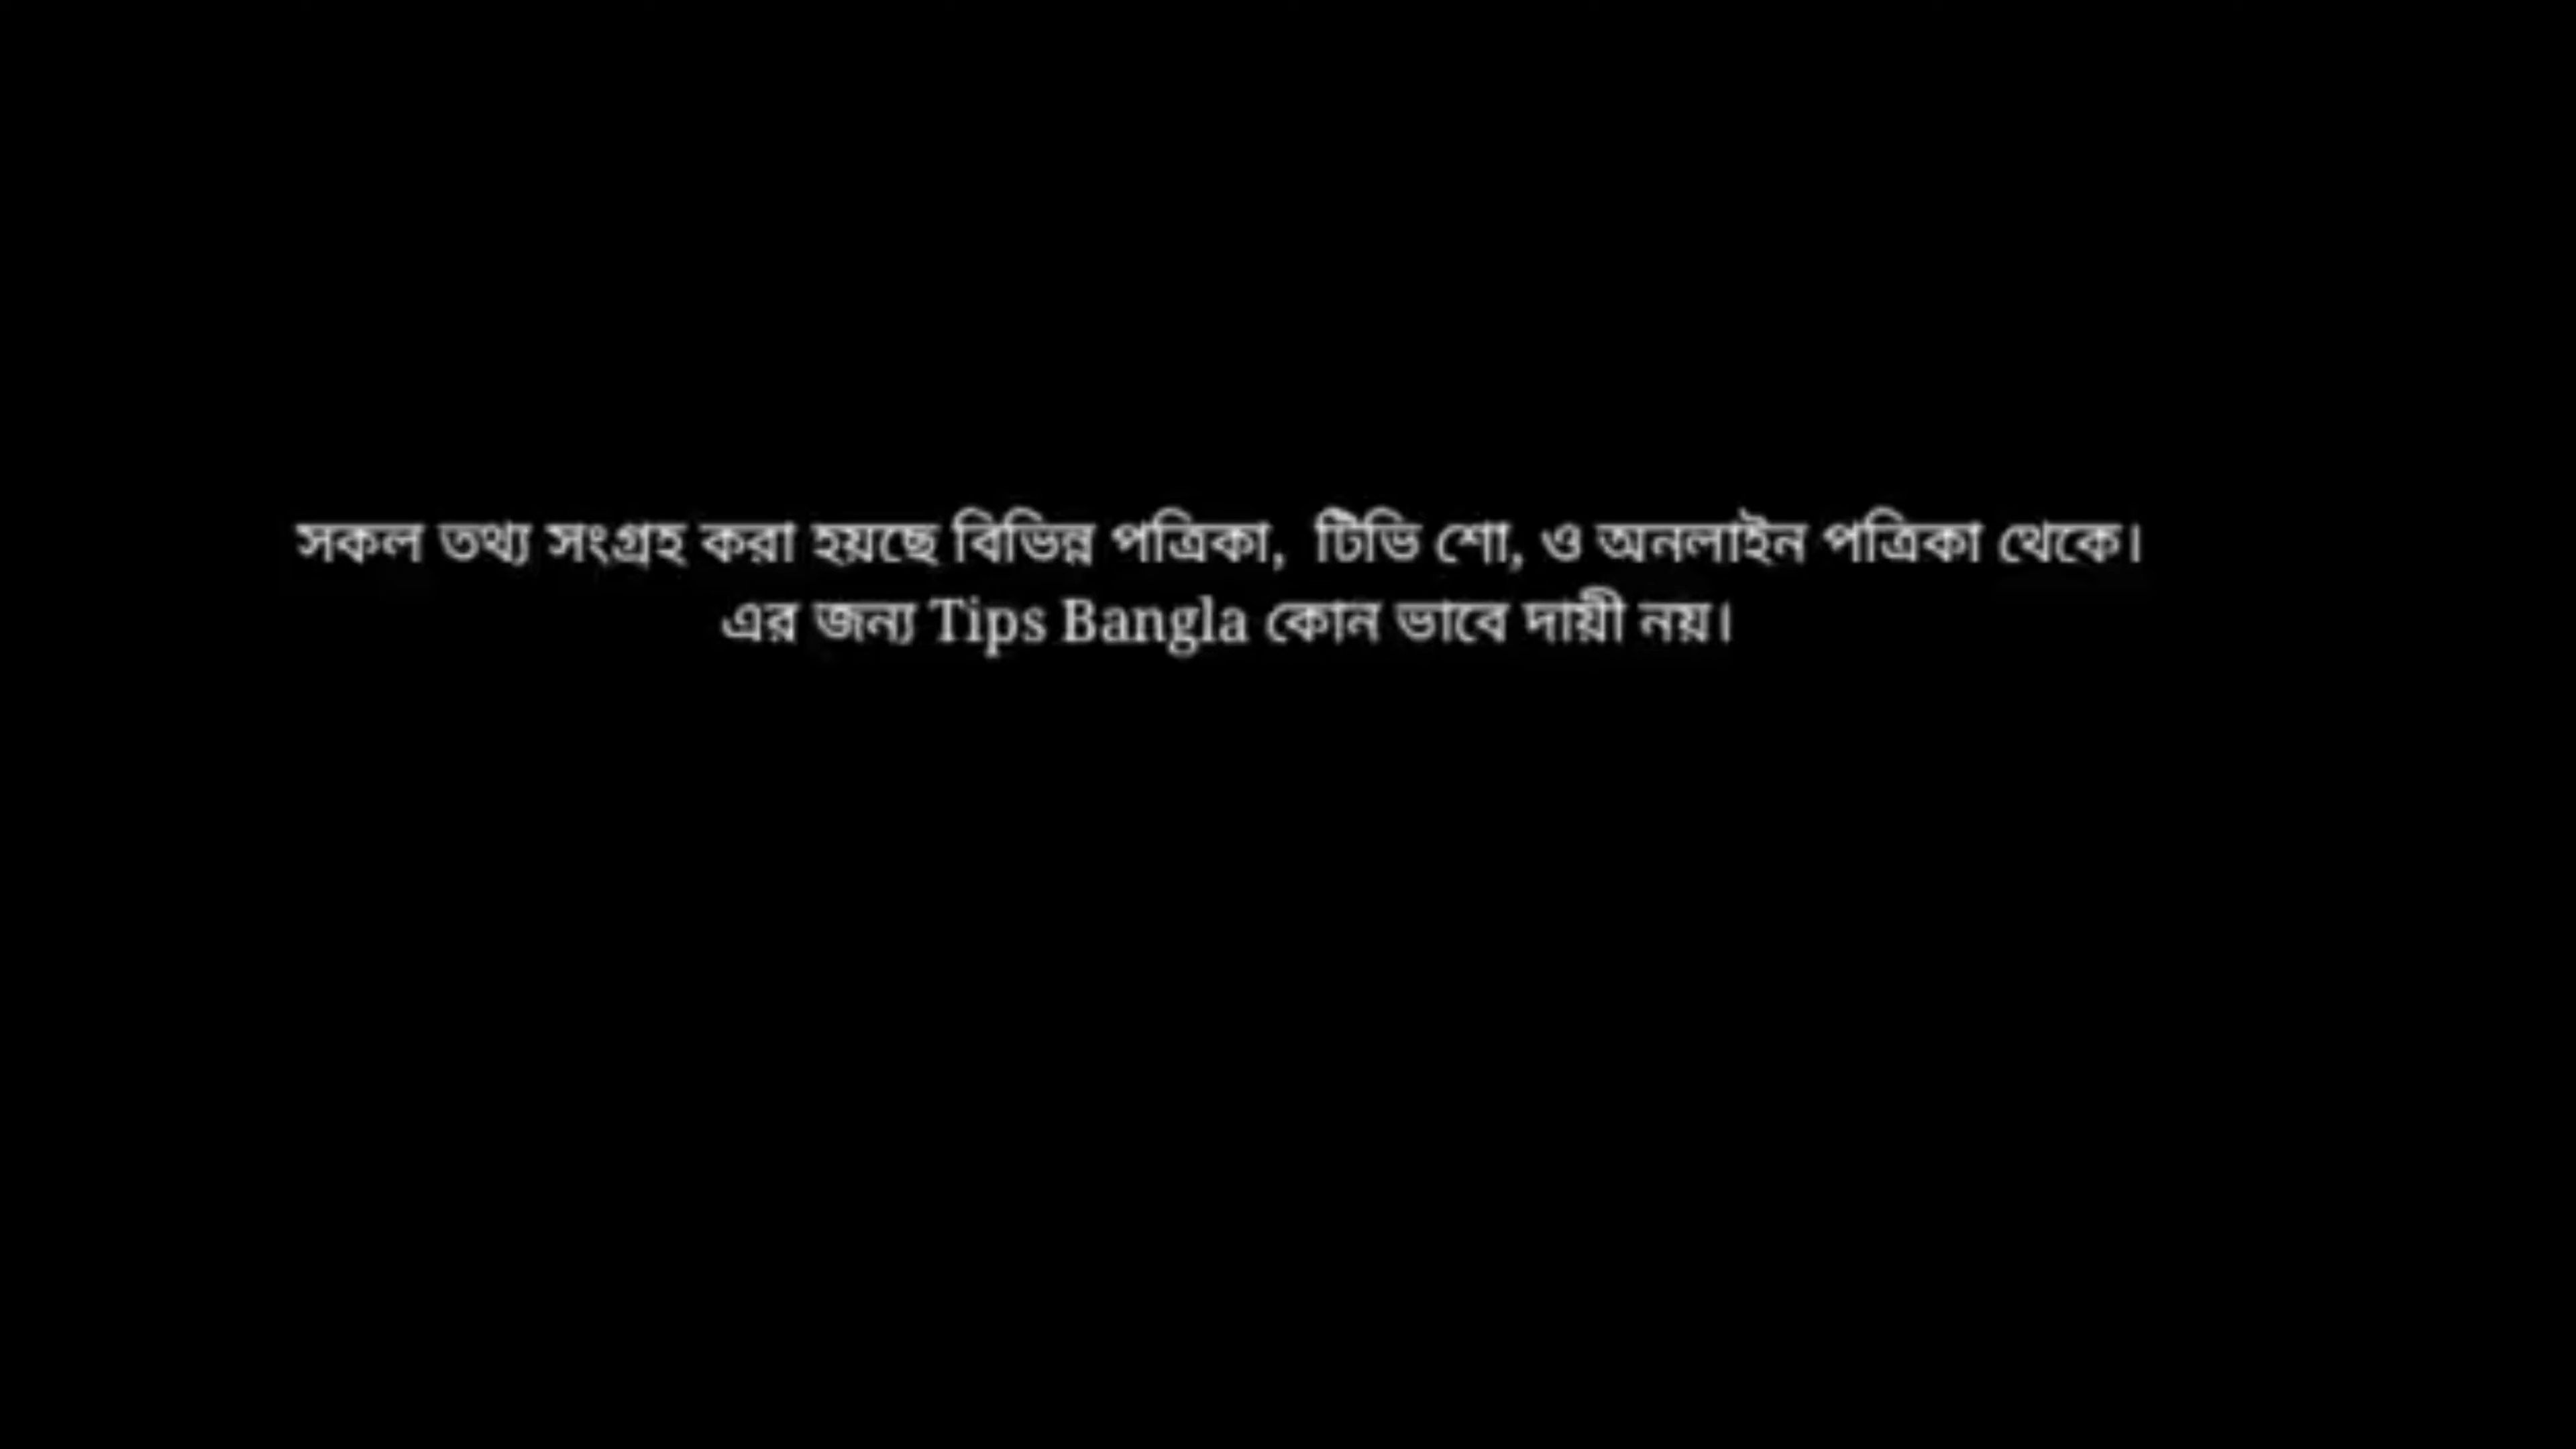 সকল তথ্য সংগ্রহ করা হয়ছে বিভিন্ন পত্রিকা, টিভি শো, ও অনলাইন পত্রিকা থেকে।
এর জন্য Tips Bangla কোন ভাবে দায়ী নয়।